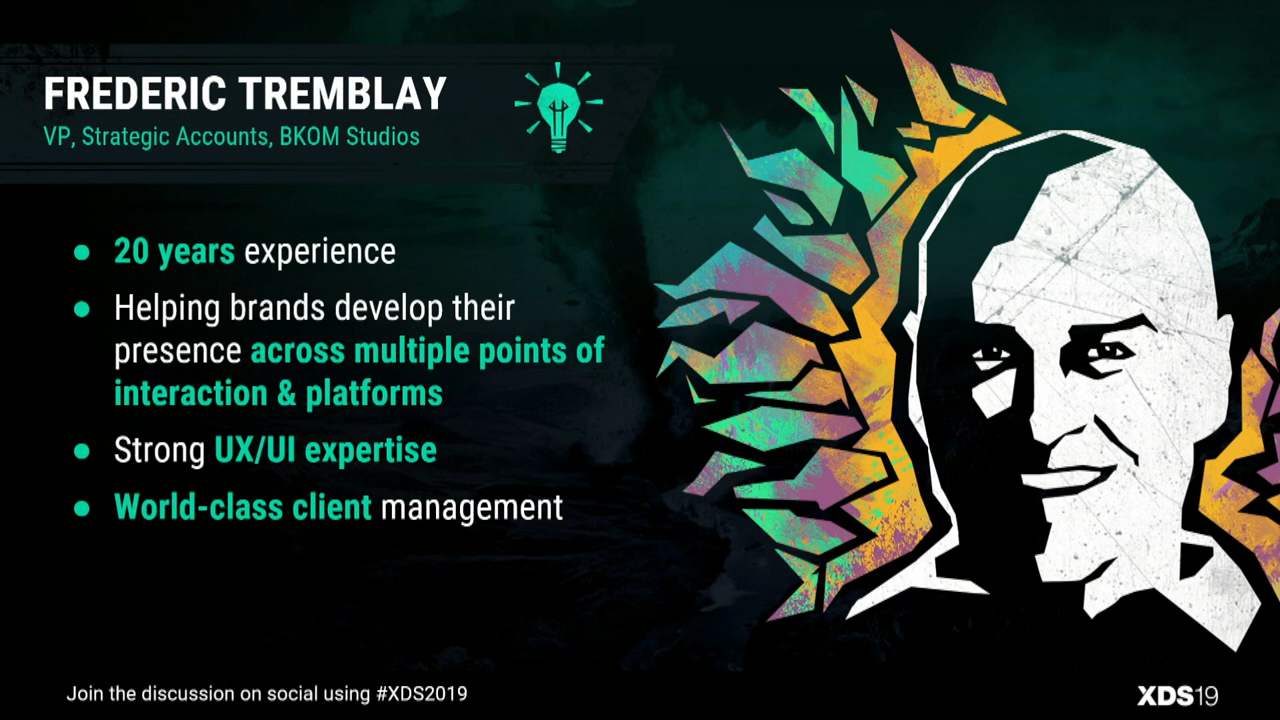 FREDERIC TREMBLAY
VP, Strategic Accounts, BKOM Studios
● 20 years experience
● Helping brands develop their
presence across multiple points of
interaction & platforms
● Strong UX/UI expertise
● World-class client management
Join the discussion on social using #XDS2019
XDS19